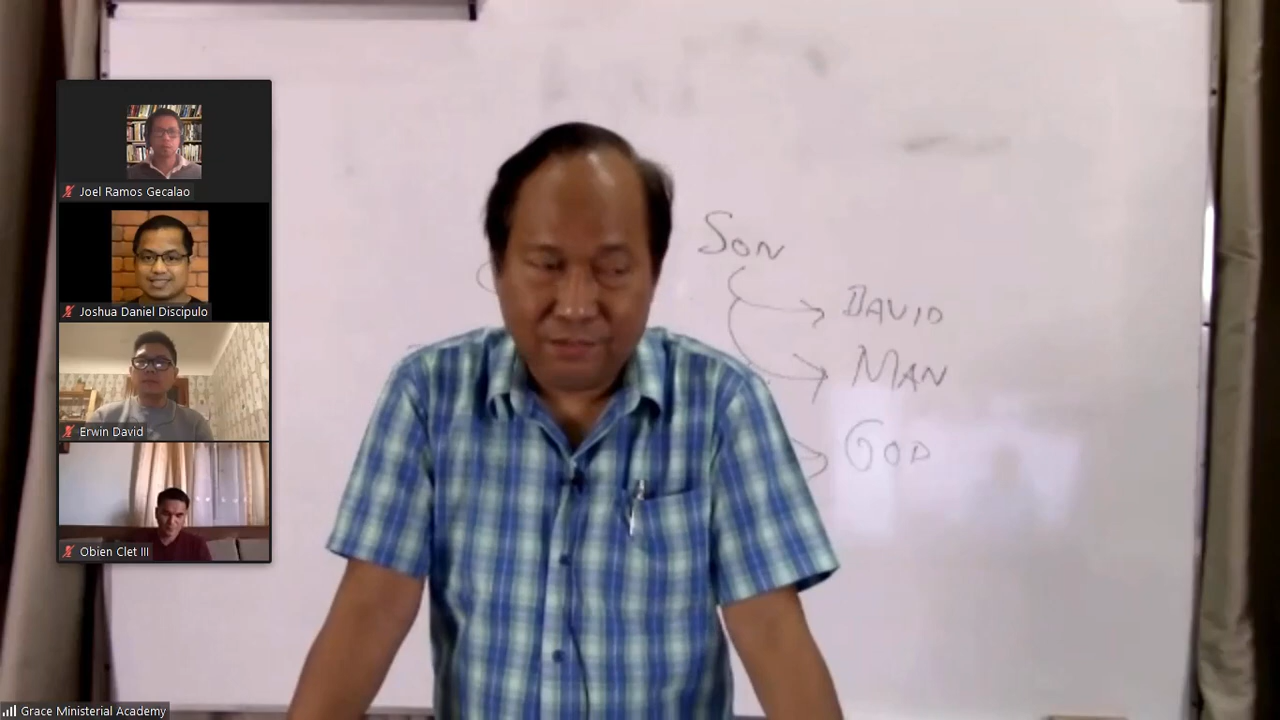 Joel Ramos Gecalao
Joshua Daniel Discipulo
Erwin David
Obien Clet III
SON
DAVID
MAN
GOD
Grace Ministerial Academy